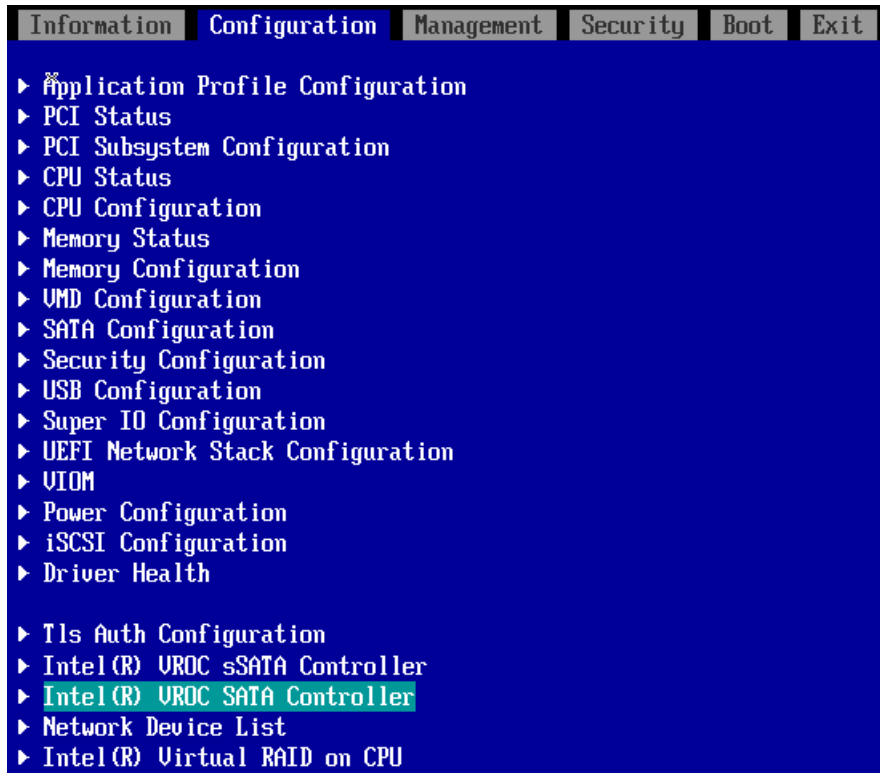 Information Configuration Management Security Boot Exit
Application Profile Configuration
PCI Status
PCI Subsystem Configuration
CPU Status
CPU Configuration
Memory Status
Memory Configuration
VMD Configuration
SATA Configuration
Security Configuration
USB Configuration
Super IO Configuration
UEFI Network Stack Configuration
VIOM
Power Configuration
iSCSI Configuration
Driver Health
Tls Auth Configuration
Intel(R) VROC sSATA Controller
Intel(R) VROC SATA Controller
Network Device List
Intel(R) Virtual RAID on CPU